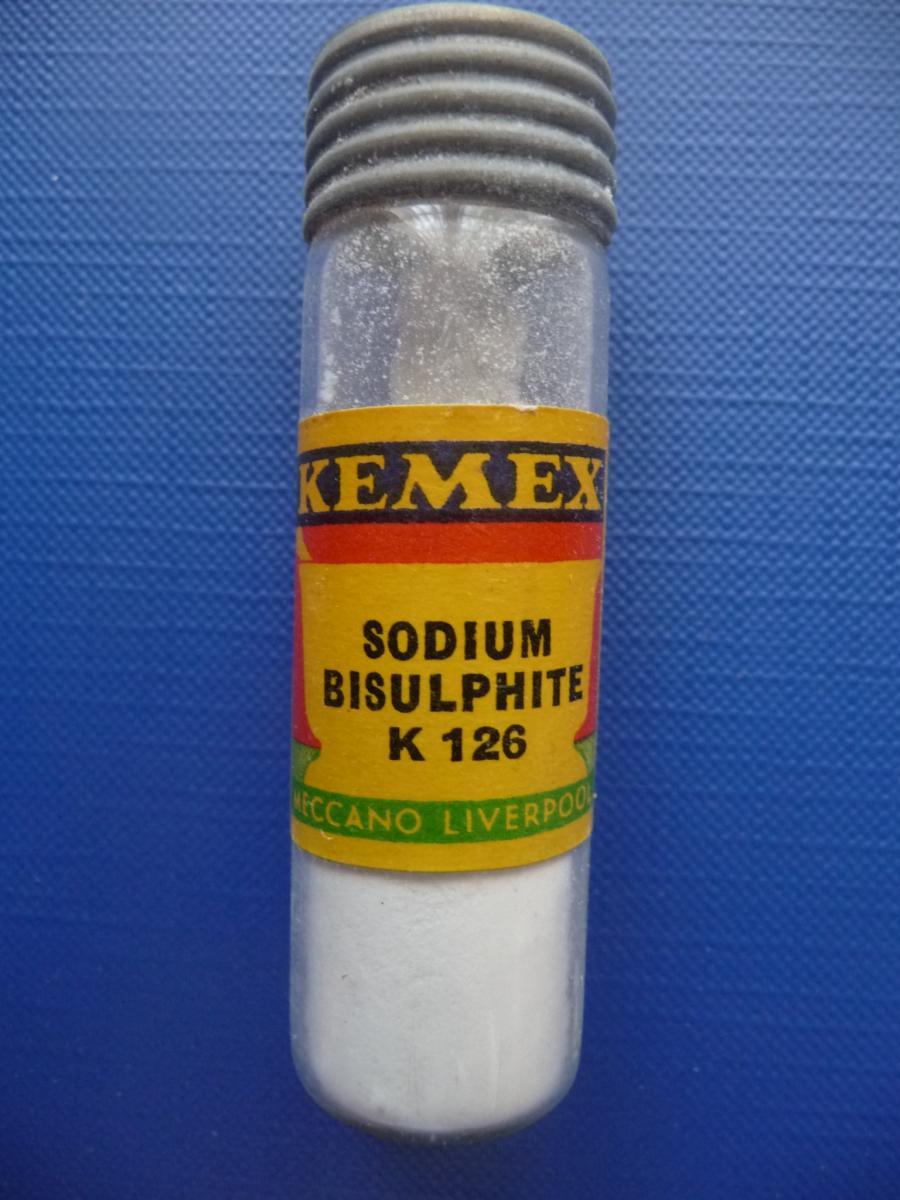 KEMEX
SODIUM
BISULPHITE
K 126
MECCANO LIVERPOOL